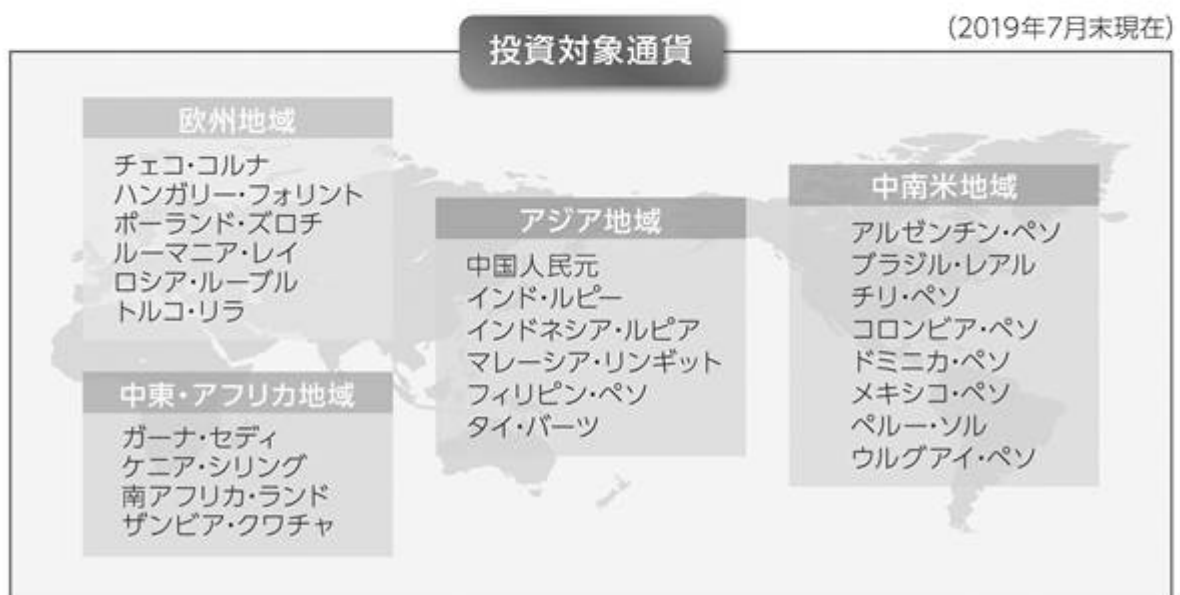 (2019年7月末現在)
投資対象通貨
欧州地域
チェコ・コルナ
ハンガリー・フォリント
ポーランド・ズロチ
ルーマニア・レイ
ロシア・ルーブル
トルコ・リラ
中東・アフリカ地域
ガーナ・セディ
ケニア・シリング
南アフリカ・ランド
ザンビア・クワチャ
アジア地域
中国人民元
インド・ルピー
インドネシア・ルピア
マレーシア・リンギット
フィリピン・ペソ
タイ・バーツ
中南米地域
アルゼンチン・ペソ
ブラジル・レアル
チリ・ペソ
コロンビア・ペソ
ドミニカ・ペソ
メキシコ・ペソ
ペルー・ソル
ウルグアイ・ペソ